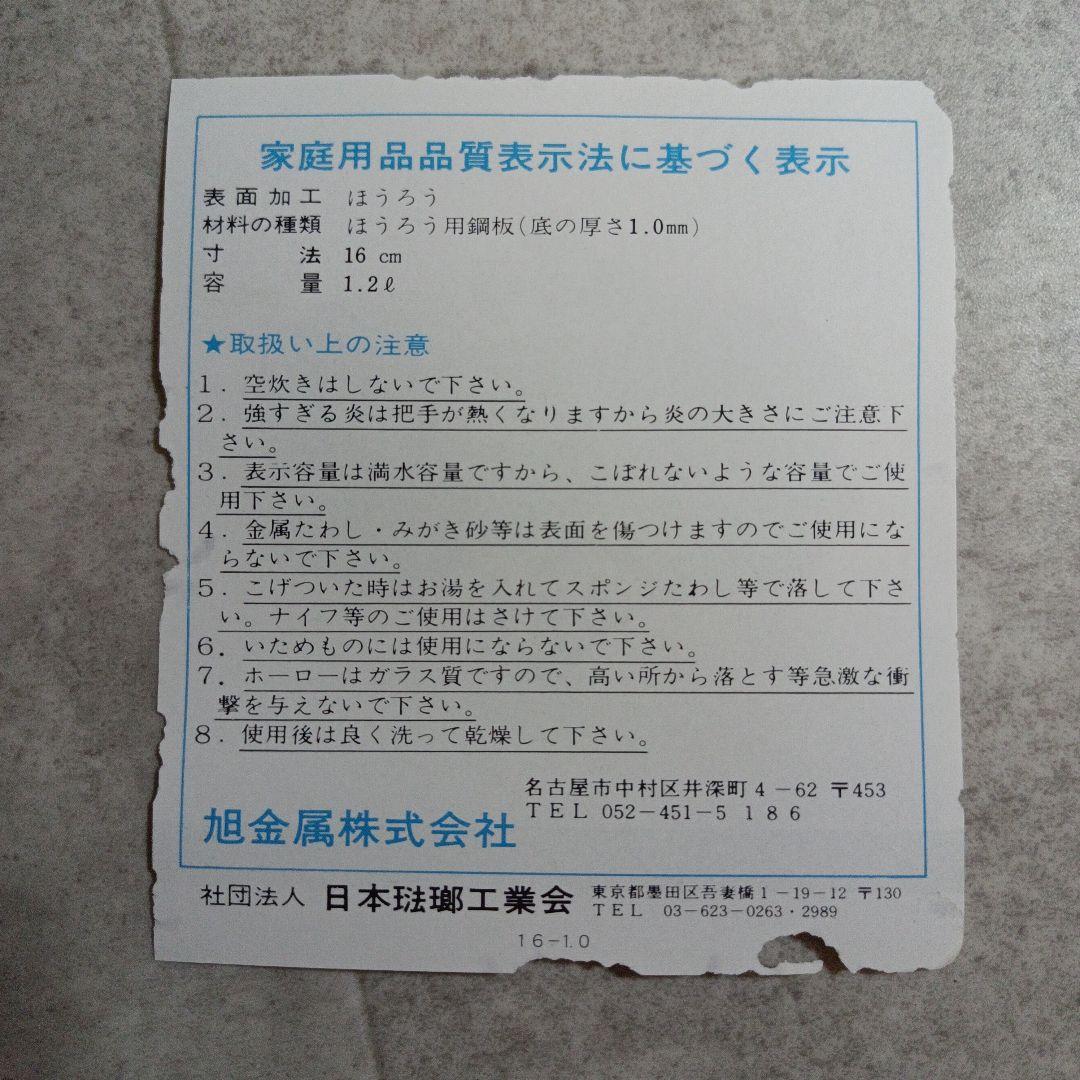 家庭用品品質表示法に基づく表示
表面加工 ほうろう
材料の種類 ほうろう用鋼板(底の厚さ1.0mm)
寸法 16 cm
容量 1.2ℓ
★取扱い上の注意
1. 空炊きはしないで下さい。
2. 強すぎる炎は把手が熱くなりますから炎の大きさにご注意下
さい。
3. 表示容量は満水容量ですから、こぼれないような容量でご使
用下さい。
4. 金属たわし・みがき砂等は表面を傷つけますのでご使用にな
らないで下さい。
5. こげついた時はお湯を入れてスポンジたわし等で落して下さ
い。ナイフ等のご使用はさけて下さい。
6. いためものには使用にならないで下さい。
7. ホーローはガラス質ですので、高い所から落とす等急激な衝
撃を与えないで下さい。
8. 使用後は良く洗って乾燥して下さい。
旭金属株式会社
名古屋市中村区井深町4-62 〒453
TEL 052-451-5186
社団法人 日本琺瑯工業会
東京都墨田区吾妻橋1-19-12 〒130
TEL 03-623-0263・2989
16-1.0